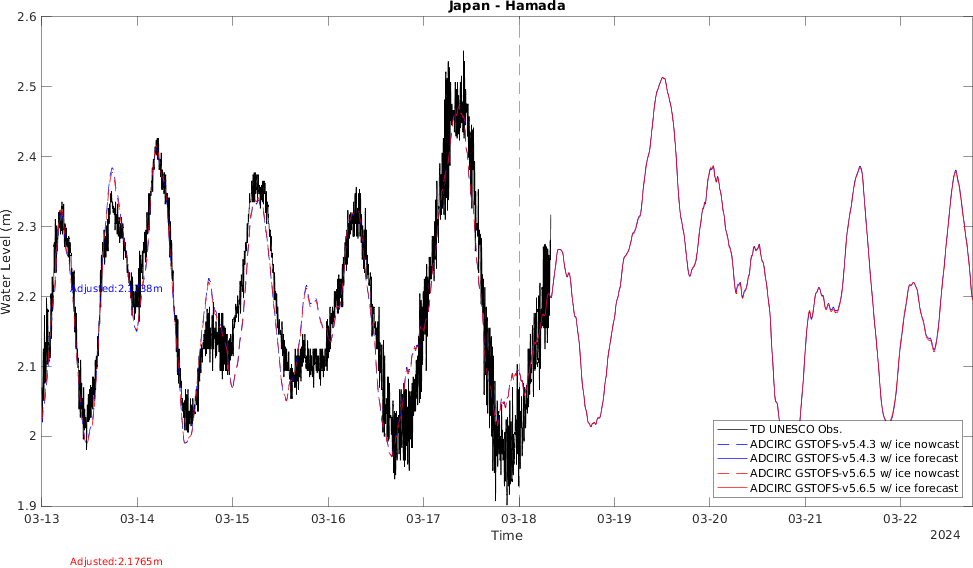 Japan - Hamada
2.6
2.5
2.4
2.3
2.2
2.1
2
1.9
Water Level (m)
TD UNESCO Obs.
ADCIRC GSTOFS-v5.4.3 w/ ice nowcast
ADCIRC GSTOFS-v5.4.3 w/ ice forecast
ADCIRC GSTOFS-v5.6.5 w/ ice nowcast
ADCIRC GSTOFS-v5.6.5 w/ ice forecast
03-13 03-14 03-15 03-16 03-17 03-18 03-19 03-20 03-21 03-22
Time
2024
Adjusted:2.1765m